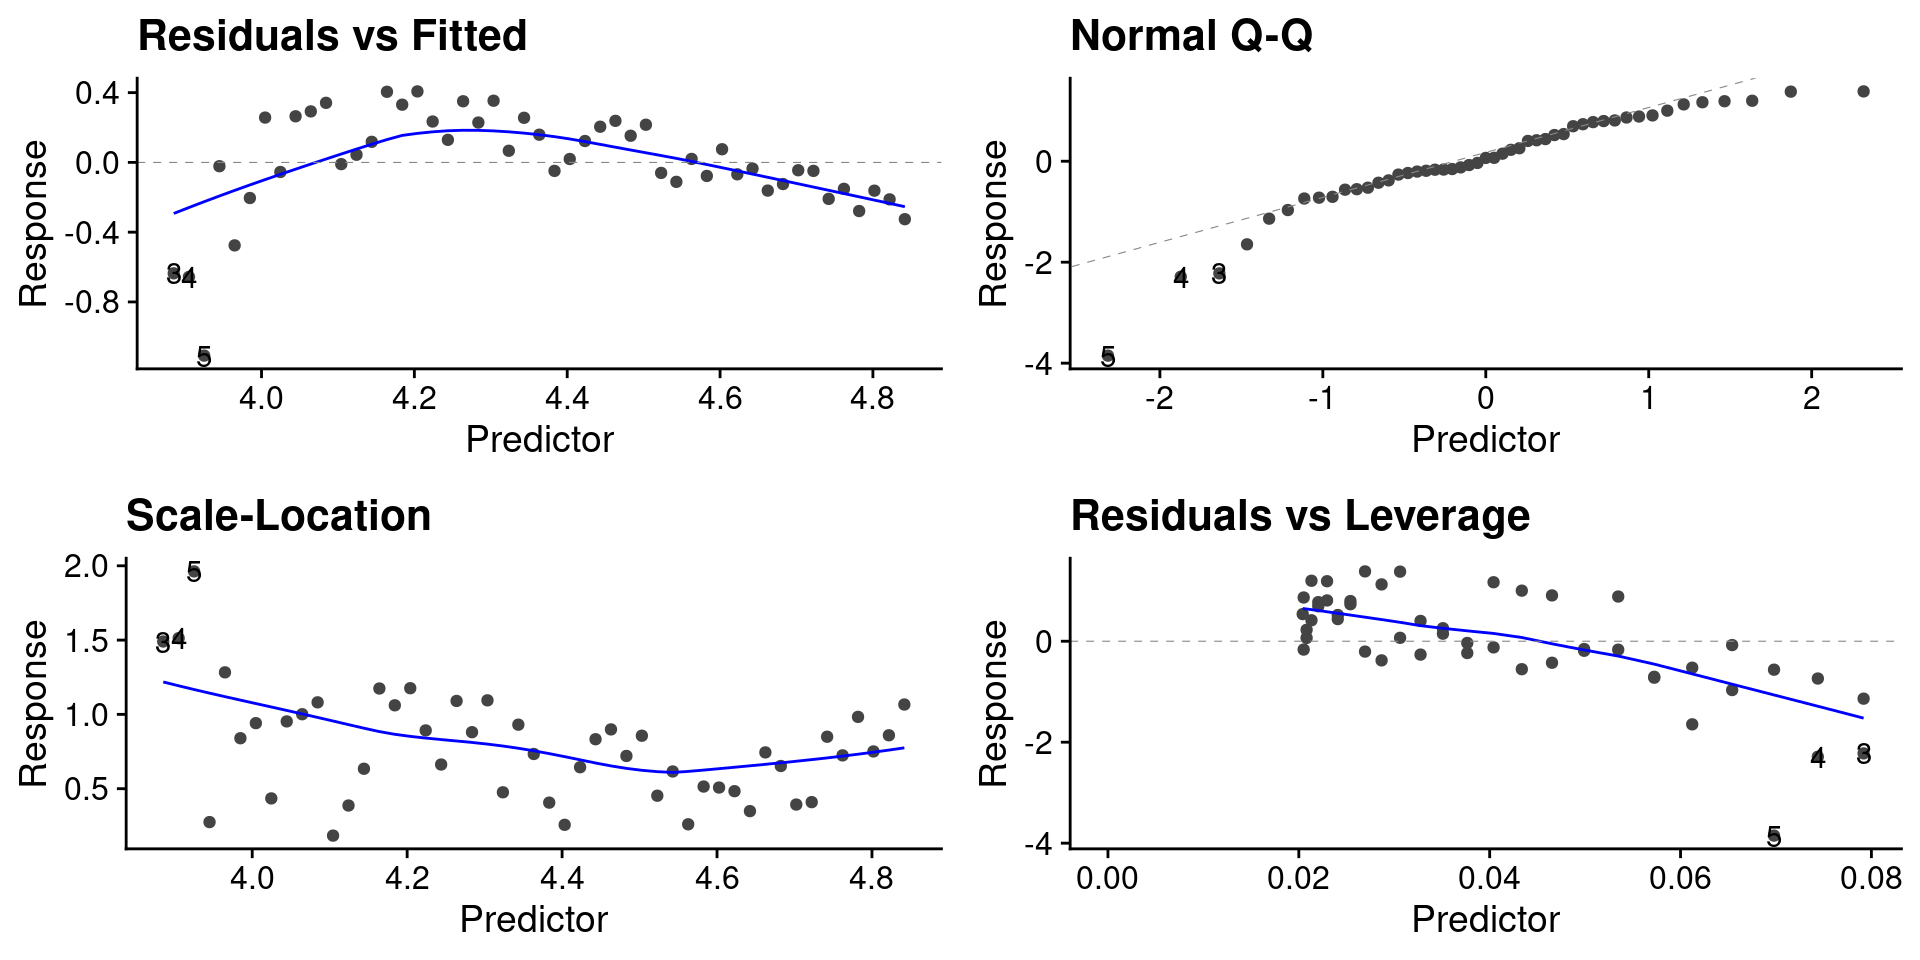 Residuals vs Fitted
Response
0.4
0.0
-0.4
-0.8
3
4
5
4.0 4.2 4.4 4.6 4.8
Predictor
Normal Q-Q
Response
0
-2
-4
4 3
5
-2 -1 0 1 2
Predictor
Scale-Location
Response
2.0
1.5
1.0
0.5
5
3 4
4.0 4.2 4.4 4.6 4.8
Predictor
Residuals vs Leverage
Response
0
-2
-4
4 3
5
0.00 0.02 0.04 0.06 0.08
Predictor